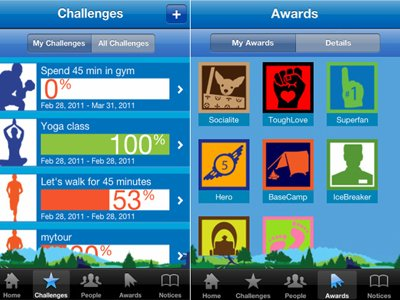 Challenges
+
My Challenges
All Challenges
Spend 45 min in gym
0%
Feb 28, 2011 - Mar 31, 2011
Yoga class
100%
Feb 28, 2011 - Feb 28, 2011
Let's walk for 45 minutes
53%
Feb 28, 2011 - Feb 28, 2011
mytour
Home
Challenges
People
Awards
Notices
Awards
My Awards
Details
Socialite
ToughLove
#1
Superfan
5
Hero
BaseCamp
IceBreaker
Home
Challenges
People
Awards
Notices